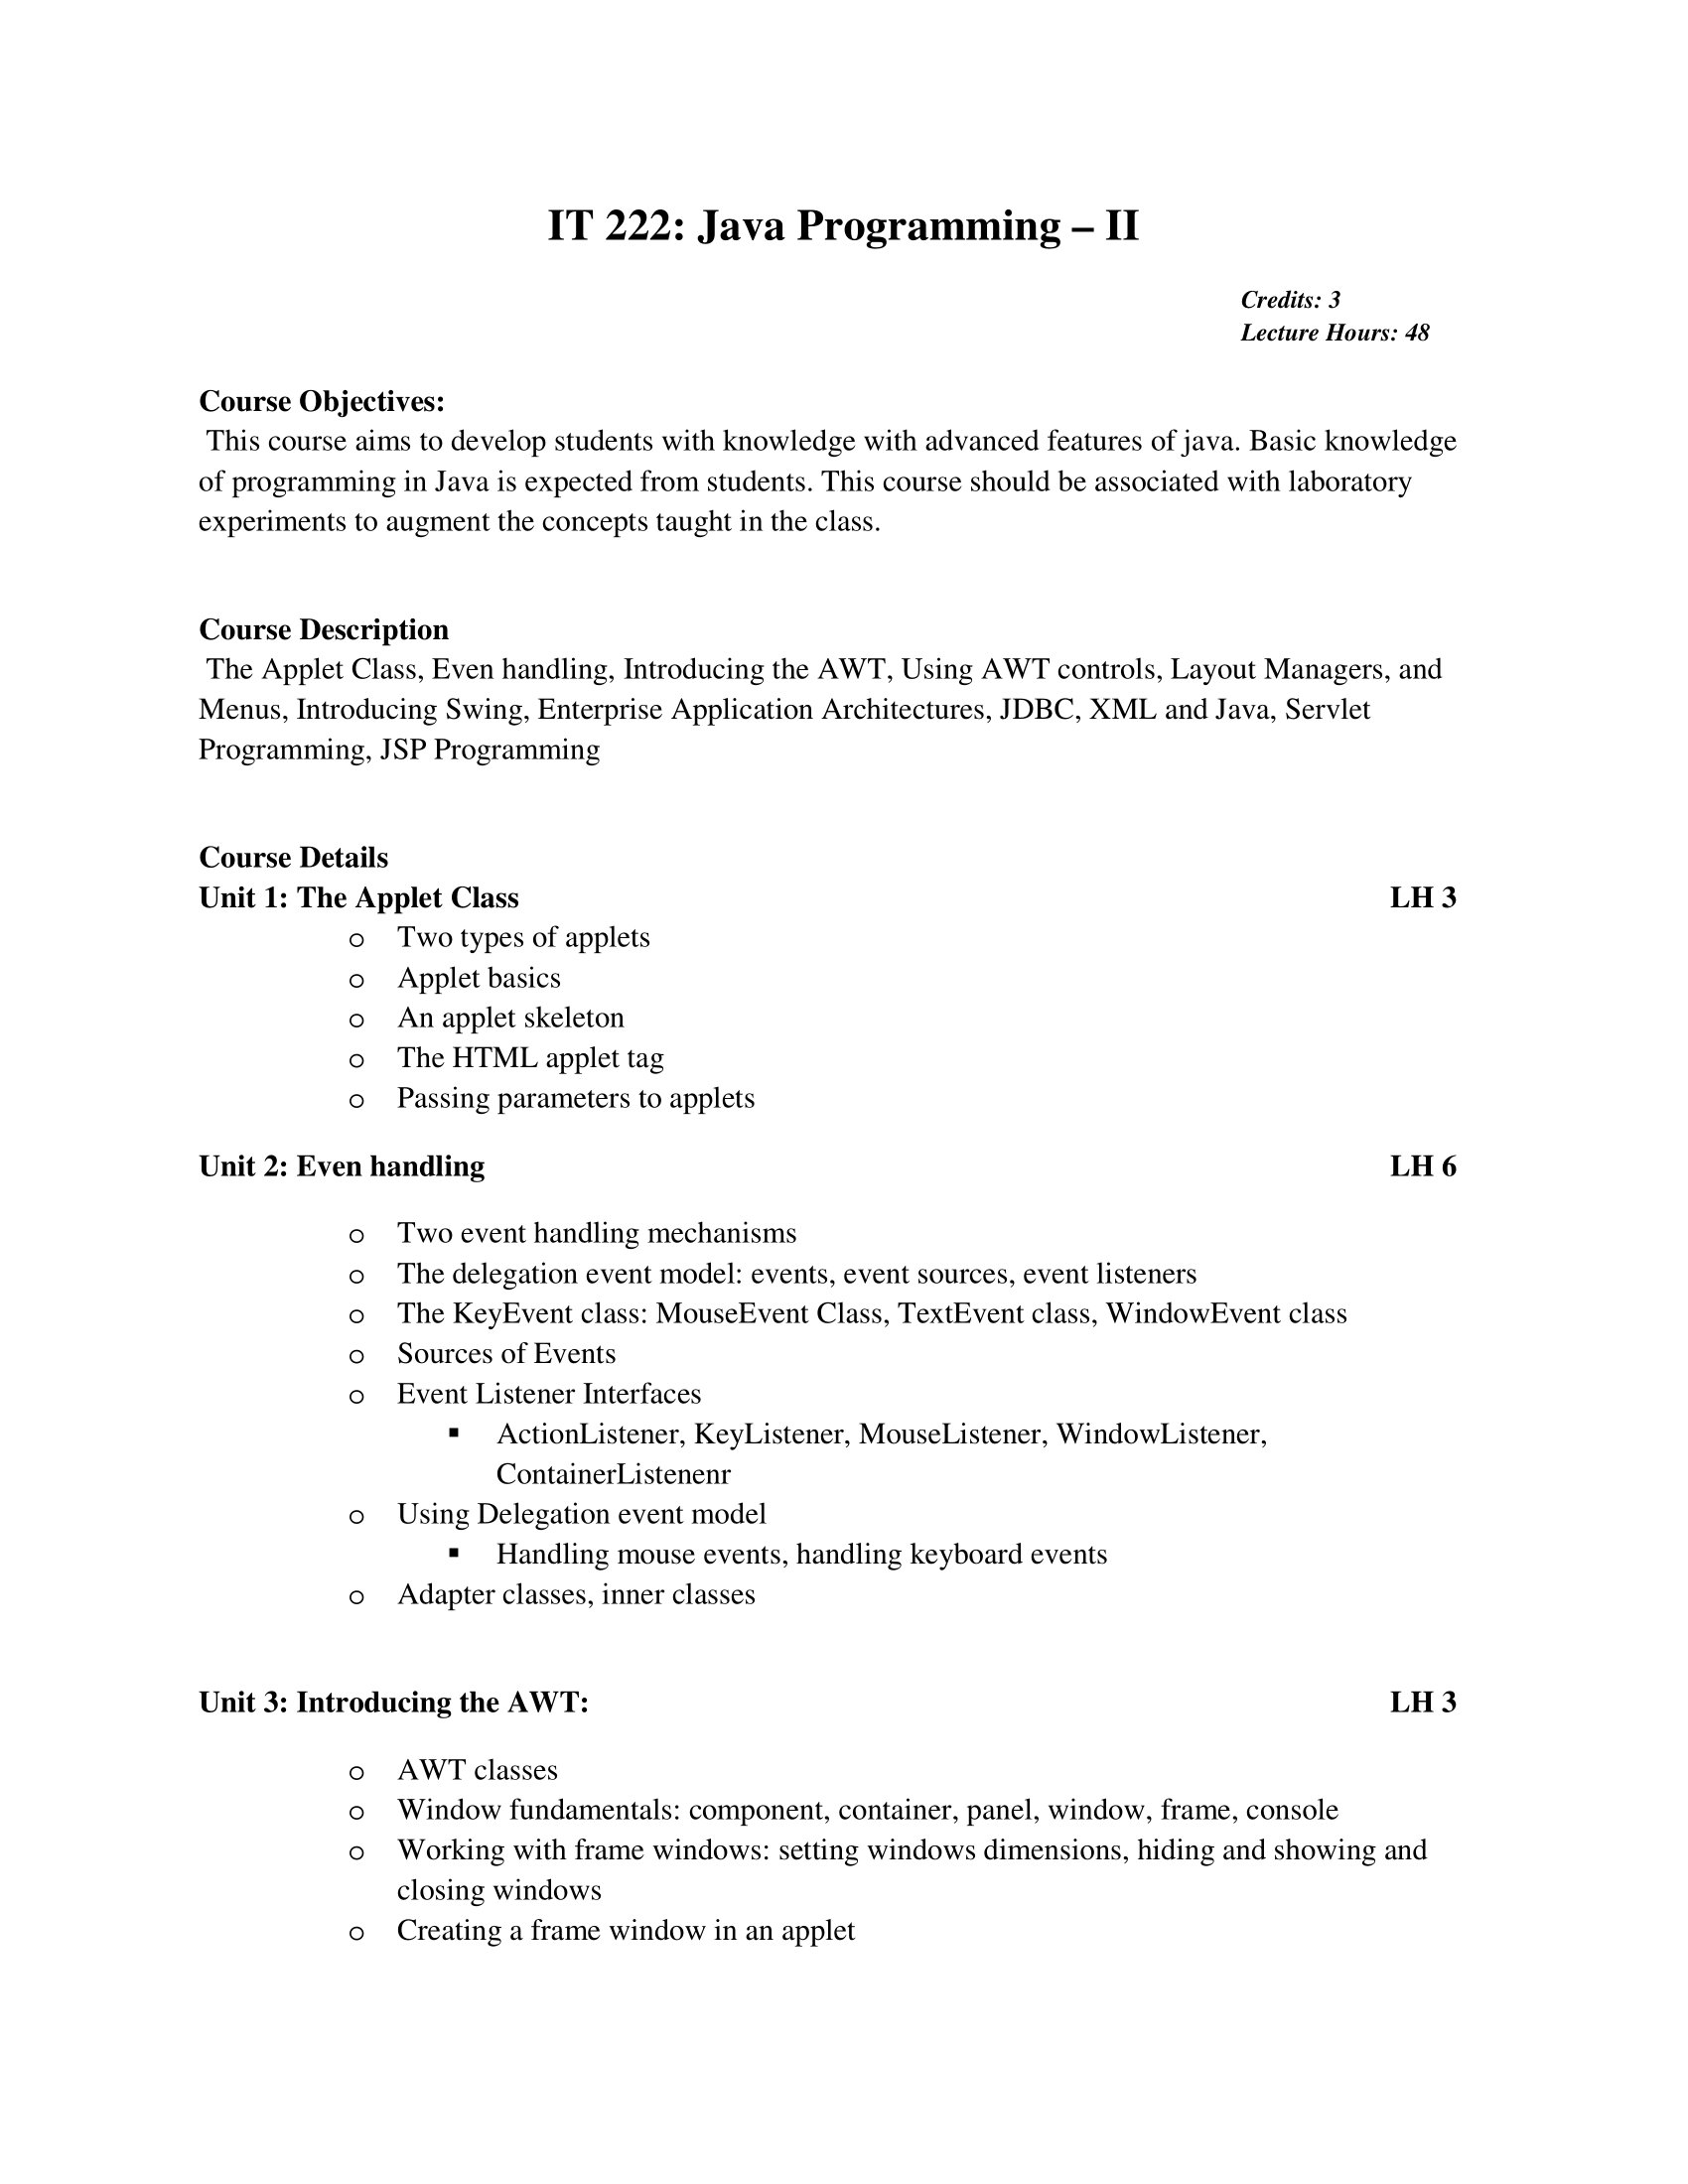 IT 222: Java Programming – II
Credits: 3
Lecture Hours: 48
Course Objectives:
This course aims to develop students with knowledge with advanced features of java. Basic knowledge
of programming in Java is expected from students. This course should be associated with laboratory
experiments to augment the concepts taught in the class.
Course Description
The Applet Class, Even handling, Introducing the AWT, Using AWT controls, Layout Managers, and
Menus, Introducing Swing, Enterprise Application Architectures, JDBC, XML and Java, Servlet
Programming, JSP Programming
Course Details
Unit 1: The Applet Class LH 3
o Two types of applets
o Applet basics
o An applet skeleton
o The HTML applet tag
o Passing parameters to applets
Unit 2: Even handling LH 6
o Two event handling mechanisms
o The delegation event model: events, event sources, event listeners
o The KeyEvent class: MouseEvent Class, TextEvent class, WindowEvent class
o Sources of Events
o Event Listener Interfaces
▪ ActionListener, KeyListener, MouseListener, WindowListener,
ContainerListenenr
o Using Delegation event model
▪ Handling mouse events, handling keyboard events
o Adapter classes, inner classes
Unit 3: Introducing the AWT: LH 3
o AWT classes
o Window fundamentals: component, container, panel, window, frame, console
o Working with frame windows: setting windows dimensions, hiding and showing and
closing windows
o Creating a frame window in an applet